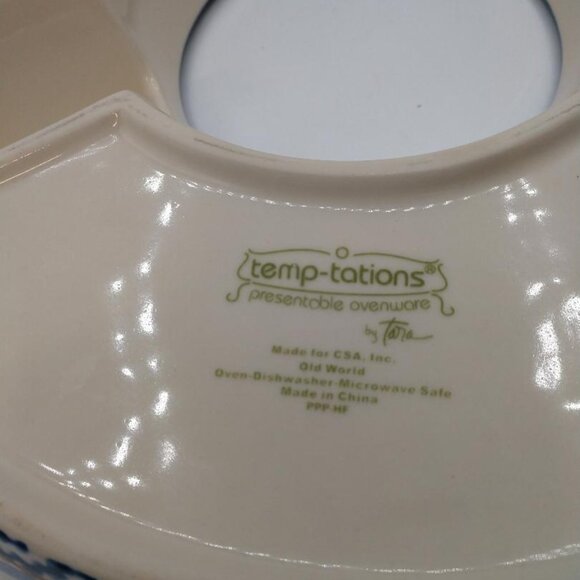 temp-tations®
presentable ovenware
by Tara
Made for CSA, Inc.
Old World
Oven-Dishwasher-Microwave Safe
Made in China
PPP-HF